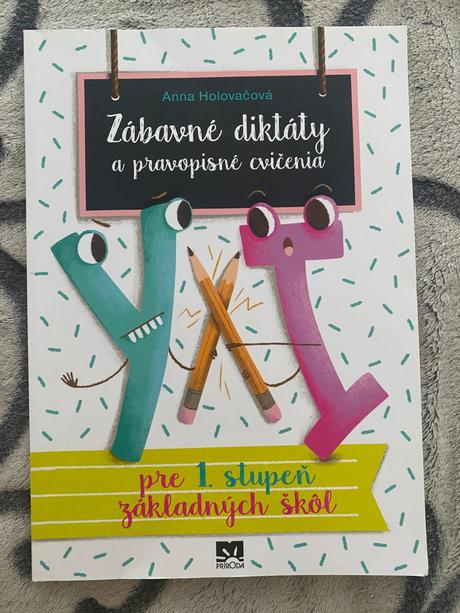 Anna Holovačová
Zábavné diktáty
a pravopisné cvičenia
Y I
pre 1. stupeň
základných škôl
PRÍRODA